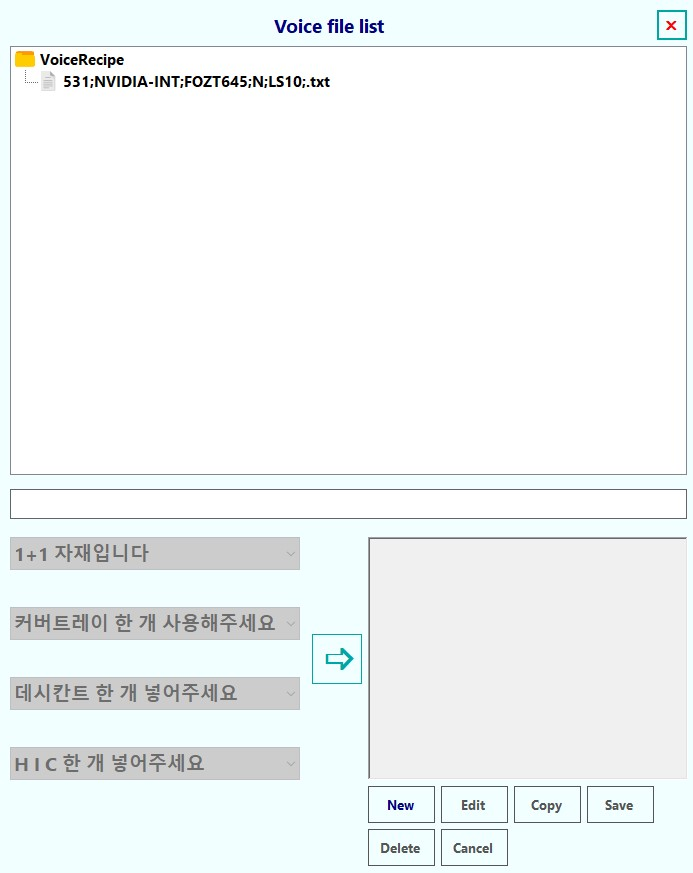 Voice file list
VoiceRecipe
531;NVIDIA-INT;FOZT645;N;LS10;.txt
1+1 자재입니다
커버트레이 한 개 사용해주세요
데시칸트 한 개 넣어주세요
H I C 한 개 넣어주세요
New Edit Copy Save
Delete Cancel